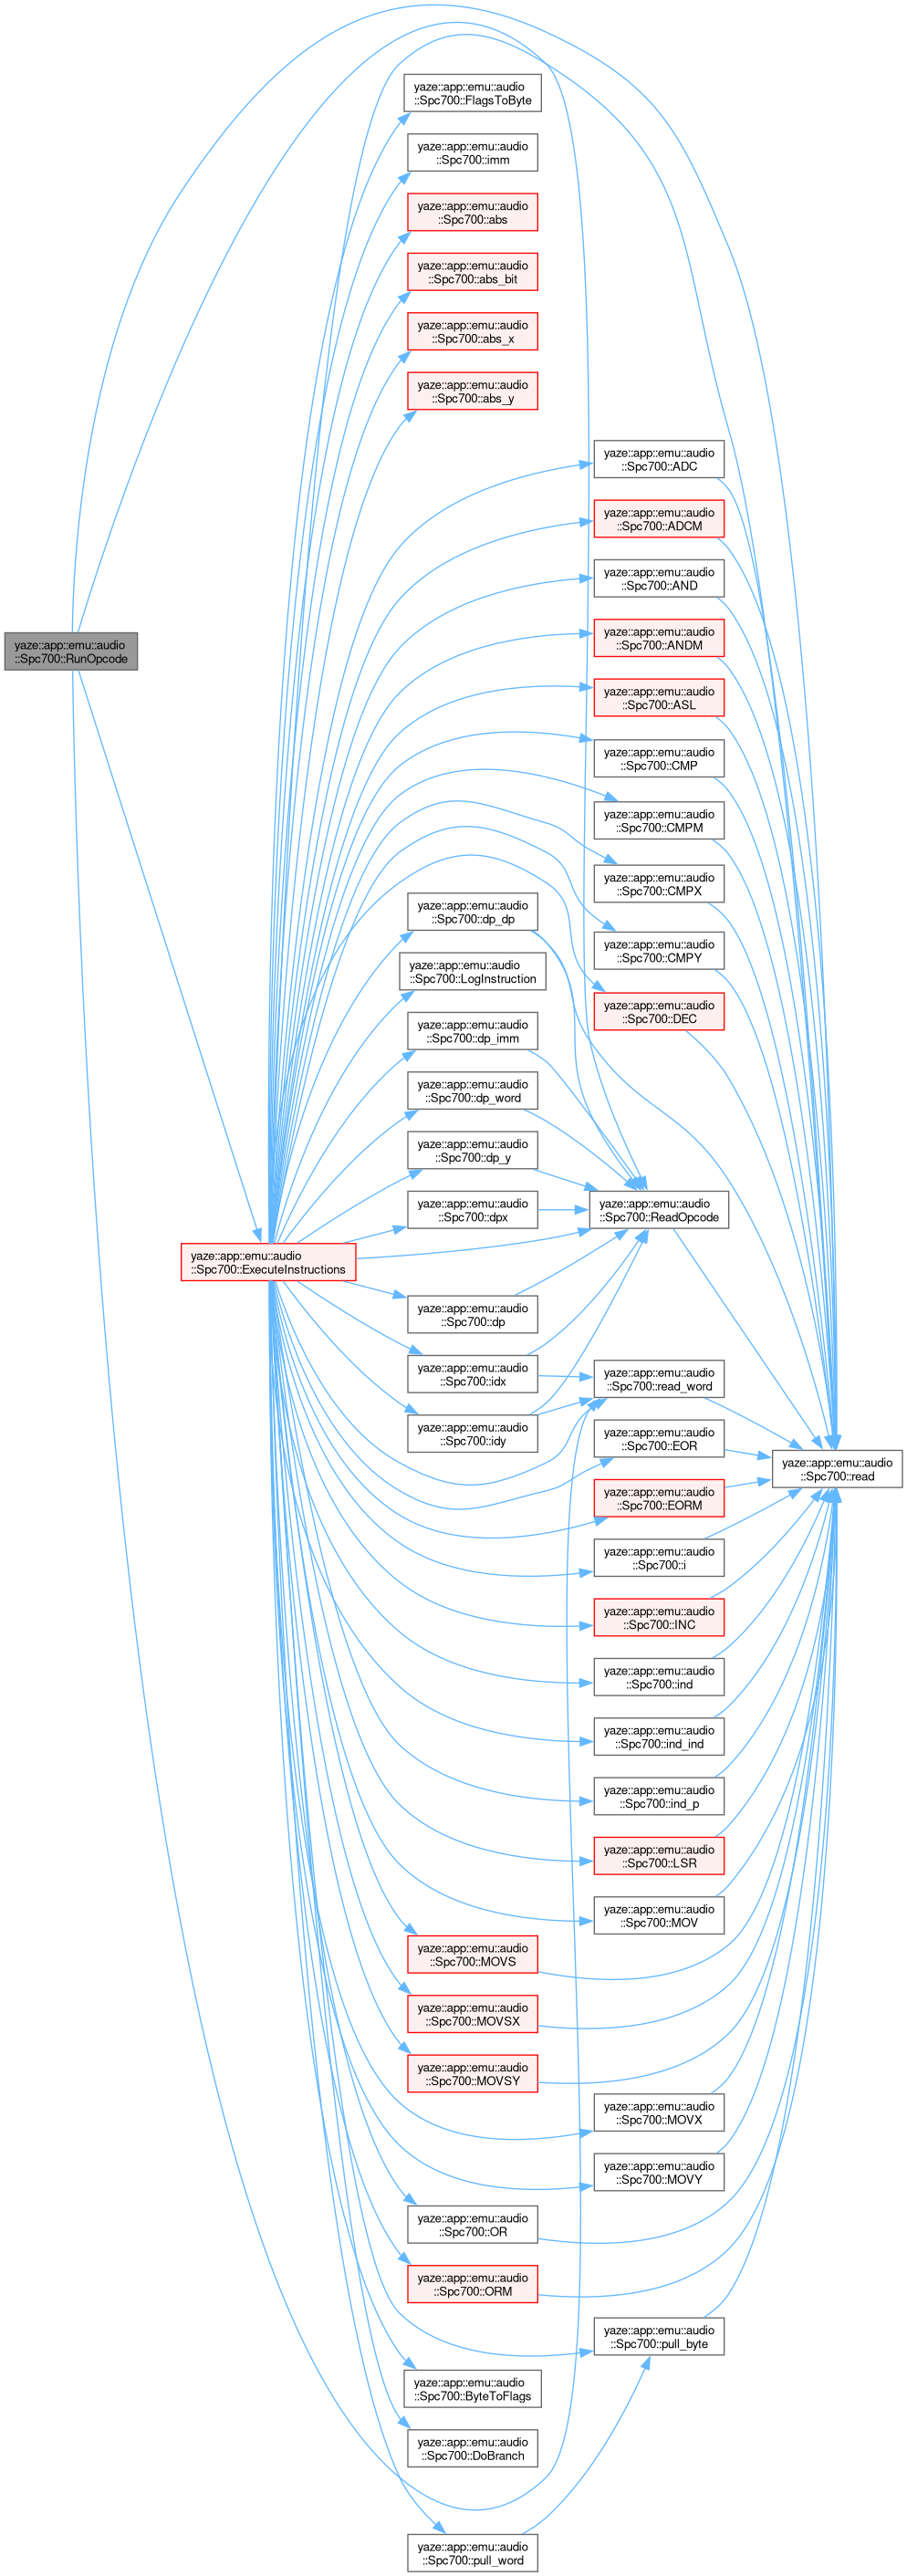 yaze::app::emu::audio
::Spc700::FlagsToByte
yaze::app::emu::audio
::Spc700::imm
yaze::app::emu::audio
::Spc700::abs
yaze::app::emu::audio
::Spc700::abs_bit
yaze::app::emu::audio
::Spc700::abs_x
yaze::app::emu::audio
::Spc700::abs_y
yaze::app::emu::audio
::Spc700::ADC
yaze::app::emu::audio
::Spc700::ADCM
yaze::app::emu::audio
::Spc700::AND
yaze::app::emu::audio
::Spc700::RunOpcode
yaze::app::emu::audio
::Spc700::ANDM
yaze::app::emu::audio
::Spc700::ASL
yaze::app::emu::audio
::Spc700::CMP
yaze::app::emu::audio
::Spc700::CMPM
yaze::app::emu::audio
::Spc700::CMPX
yaze::app::emu::audio
::Spc700::dp_dp
yaze::app::emu::audio
::Spc700::CMPY
yaze::app::emu::audio
::Spc700::LogInstruction
yaze::app::emu::audio
::Spc700::DEC
yaze::app::emu::audio
::Spc700::dp_imm
yaze::app::emu::audio
::Spc700::dp_word
yaze::app::emu::audio
::Spc700::dp_y
yaze::app::emu::audio
::Spc700::dpx
yaze::app::emu::audio
::Spc700::ReadOpcode
yaze::app::emu::audio
::Spc700::ExecuteInstructions
yaze::app::emu::audio
::Spc700::dp
yaze::app::emu::audio
::Spc700::idx
yaze::app::emu::audio
::Spc700::read_word
yaze::app::emu::audio
::Spc700::idy
yaze::app::emu::audio
::Spc700::EOR
yaze::app::emu::audio
::Spc700::read
yaze::app::emu::audio
::Spc700::EORM
yaze::app::emu::audio
::Spc700::i
yaze::app::emu::audio
::Spc700::INC
yaze::app::emu::audio
::Spc700::ind
yaze::app::emu::audio
::Spc700::ind_ind
yaze::app::emu::audio
::Spc700::ind_p
yaze::app::emu::audio
::Spc700::LSR
yaze::app::emu::audio
::Spc700::MOV
yaze::app::emu::audio
::Spc700::MOVS
yaze::app::emu::audio
::Spc700::MOVSX
yaze::app::emu::audio
::Spc700::MOVSY
yaze::app::emu::audio
::Spc700::MOVX
yaze::app::emu::audio
::Spc700::MOVY
yaze::app::emu::audio
::Spc700::OR
yaze::app::emu::audio
::Spc700::ORM
yaze::app::emu::audio
::Spc700::pull_byte
yaze::app::emu::audio
::Spc700::ByteToFlags
yaze::app::emu::audio
::Spc700::DoBranch
yaze::app::emu::audio
::Spc700::pull_word